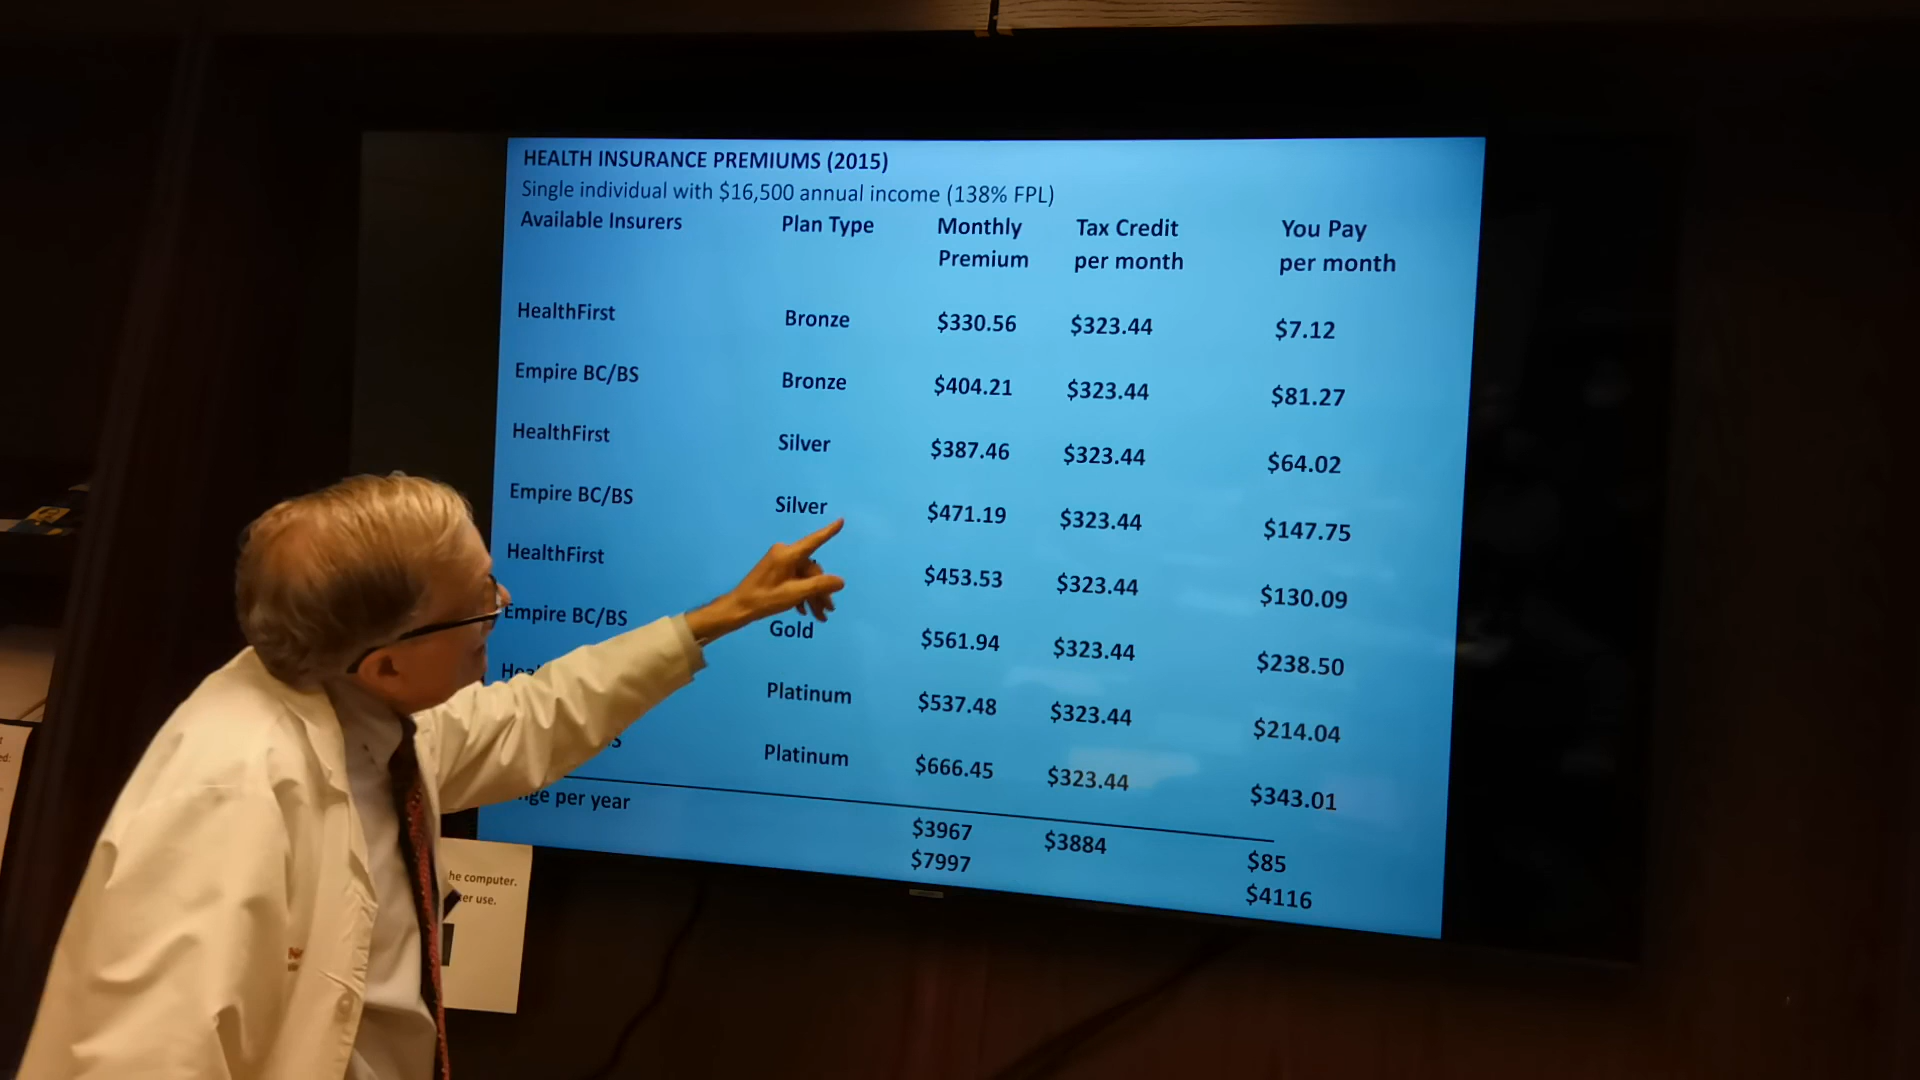 HEALTH INSURANCE PREMIUMS (2015)
Single individual with $16,500 annual income (138% FPL)
Available Insurers Plan Type Monthly Premium Tax Credit per month You Pay per month
HealthFirst Bronze $330.56 $323.44 $7.12
Empire BC/BS Bronze $404.21 $323.44 $81.27
HealthFirst Silver $387.46 $323.44 $64.02
Empire BC/BS Silver $471.19 $323.44 $147.75
HealthFirst $453.53 $323.44 $130.09
Empire BC/BS Gold $561.94 $323.44 $238.50
Platinum $537.48 $323.44 $214.04
Platinum $666.45 $323.44 $343.01
per year
$3967 $3884 $85
$7997 $4116
he computer.
er use.